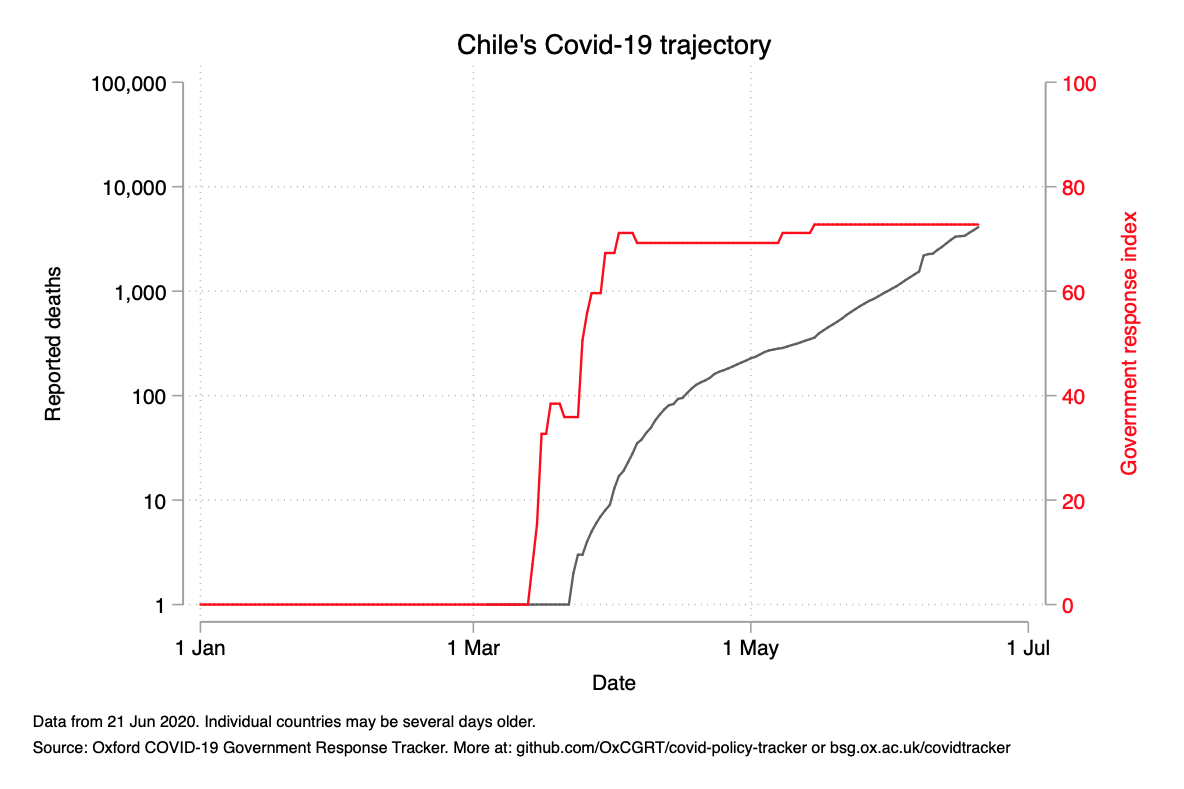 Chile's Covid-19 trajectory
100,000
10,000
1,000
100
10
1
Reported deaths
100
80
60
40
20
0
Government response index
1 Jan
1 Mar
1 May
1 Jul
Date
Data from 21 Jun 2020. Individual countries may be several days older.
Source: Oxford COVID-19 Government Response Tracker. More at: github.com/OxCGRT/covid-policy-tracker or bsg.ox.ac.uk/covidtracker